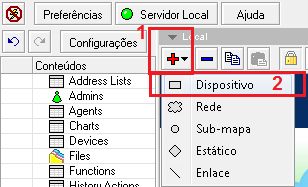 Preferências Servidor Local Ajuda
1
Configurações
Local
Conteúdos
Address Lists
Admins
Agents
Charts
Devices
Files
Functions
History Actions
Dispositivo 2
Rede
Sub-mapa
Estático
Enlace